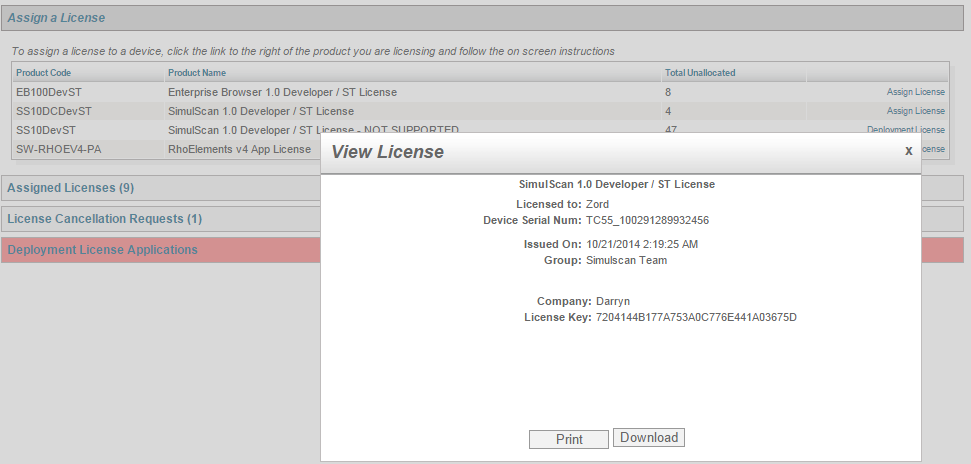 Assign a License
To assign a license to a device, click the link to the right of the product you are licensing and follow the on screen instructions
Product Code Product Name Total Unallocated
EB100DevST Enterprise Browser 1.0 Developer / ST License 8 Assign License
SS10DCDevST SimulScan 1.0 Developer / ST License 4 Assign License
SS10DevST SimulScan 1.0 Developer / ST License - NOT SUPPORTED 47 Deployment License
SW-RHOEV4-PA RhoElements v4 App License
View License x
Assigned Licenses (9)
License Cancellation Requests (1)
Deployment License Applications
SimulScan 1.0 Developer / ST License
Licensed to: Zord
Device Serial Num: TC55_100291289932456
Issued On: 10/21/2014 2:19:25 AM
Group: Simulscan Team
Company: Darryn
License Key: 7204144B177A753A0C776E441A03675D
Print Download